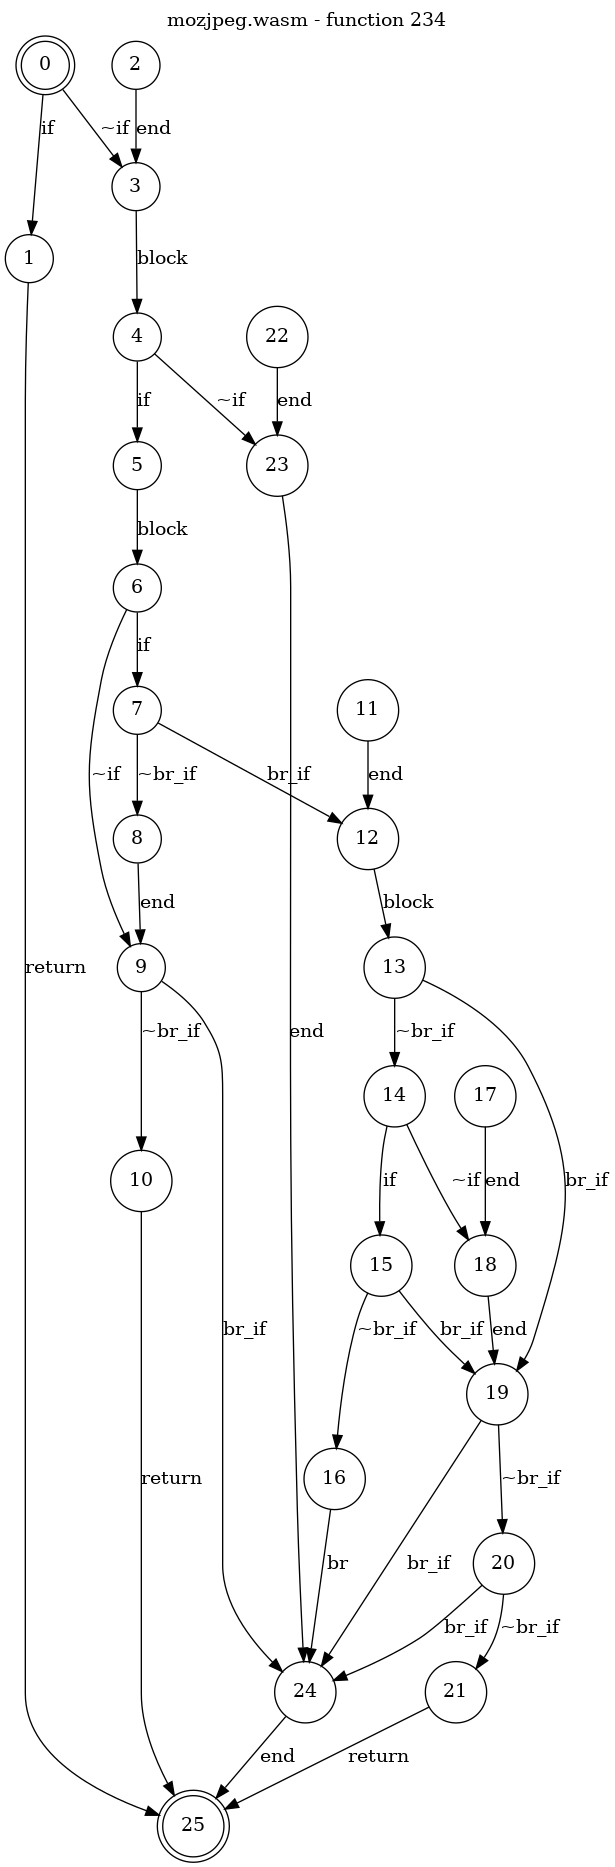 mozjpeg.wasm - function 234
0 2
if ~if end
3
1 block
4 22
if ~if end
5 23
block
6
if
7 11
~if ~br_if br_if end
8 12
end block
9 13
return
~br_if end ~br_if
14 17
10 if ~if end br_if
15 18
br_if ~br_if br_if end
19
return 16 ~br_if
br br_if 20
br_if ~br_if
24 21
end return
25